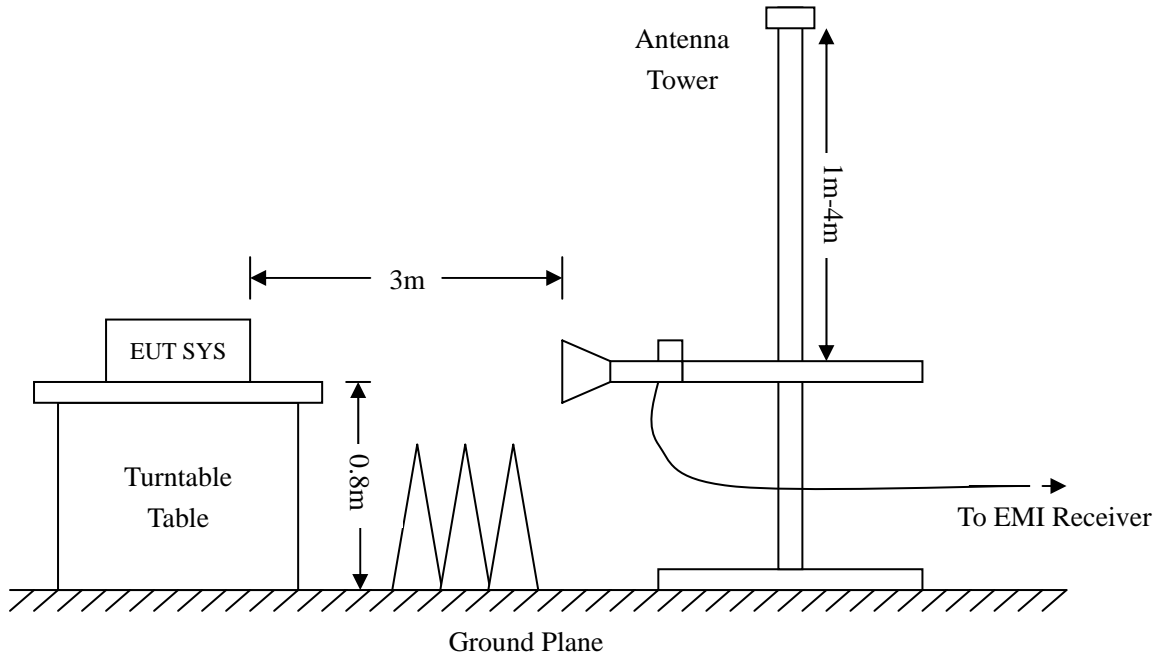 Antenna
Tower
1m-4m
3m
EUT SYS
0.8m
Turntable
Table
To EMI Receiver
Ground Plane